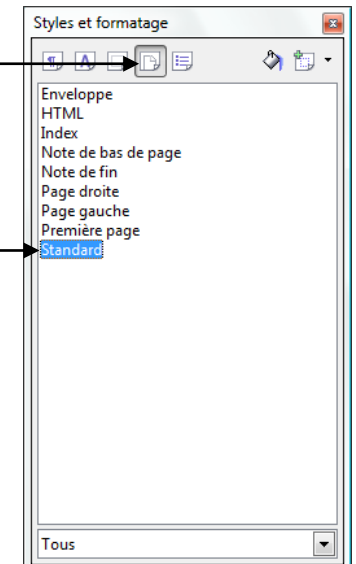 Styles et formatage
Enveloppe
HTML
Index
Note de bas de page
Note de fin
Page droite
Page gauche
Première page
Standard
Tous